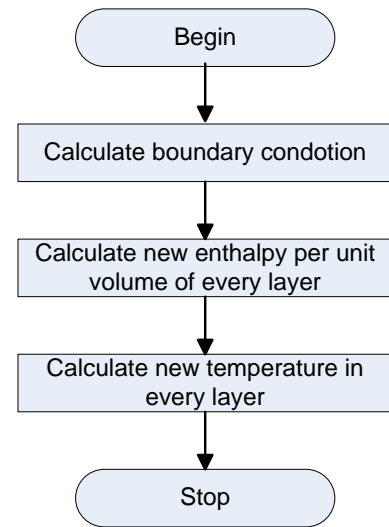 Begin
Calculate boundary condotion
Calculate new enthalpy per unit
volume of every layer
Calculate new temperature in
every layer
Stop